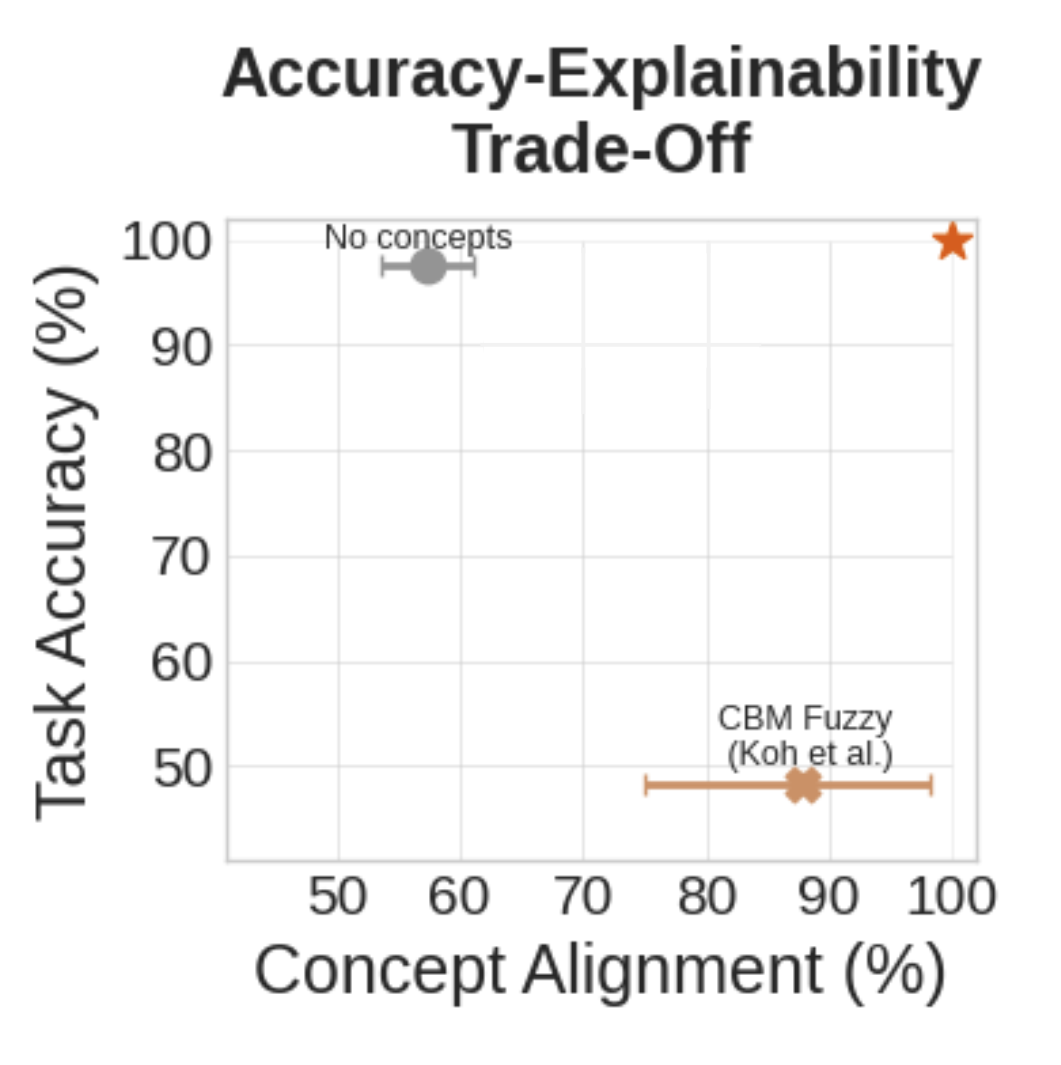 Accuracy-Explainability
Trade-Off
Task Accuracy (%)
100
90
80
70
60
50
No concepts
CBM Fuzzy
(Koh et al.)
50 60 70 80 90 100
Concept Alignment (%)